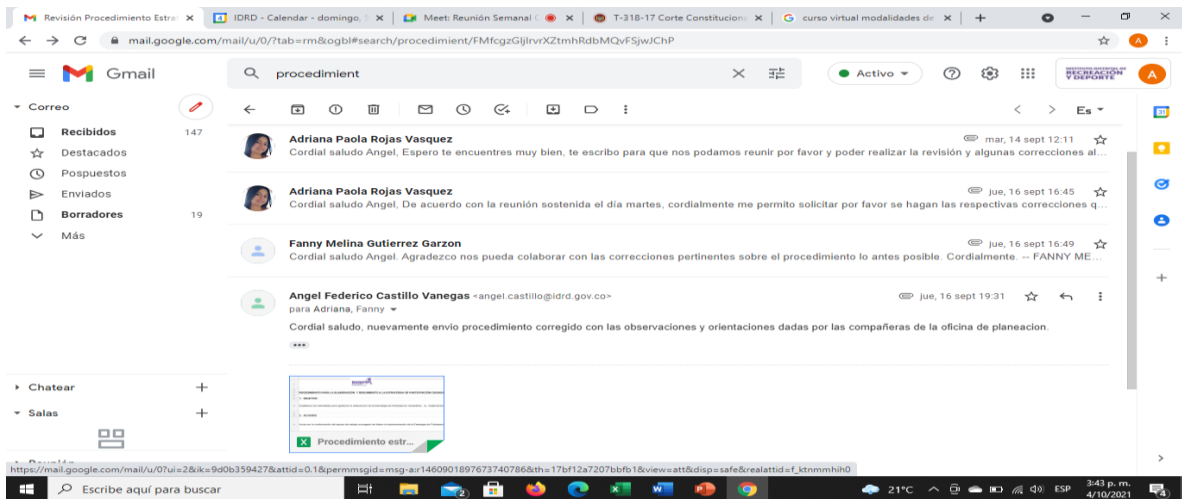 Revisión Procedimiento Estra
IDRD - Calendar - domingo,
Meet: Reunión Semanal
T-318-17 Corte Constitucion
curso virtual modalidades de
mail.google.com/mail/u/0/?tab=rm&ogbl#search/procedimient/FMfcgzGljlrvrXZtmhRdbMQvFSjwJChP
A
Gmail
procedimient
Activo
RECREACIÓN
Y DEPORTE
A
Correo
Es
31
Recibidos 147
Destacados
Pospuestos
Enviados
Borradores 19
Más
Adriana Paola Rojas Vasquez mar, 14 sept 12:11
Cordial saludo Angel, Espero te encuentres muy bien, te escribo para que nos podamos reunir por favor y poder realizar la revisión y algunas correcciones al...
Adriana Paola Rojas Vasquez jue, 16 sept 16:45
Cordial saludo Angel, De acuerdo con la reunión sostenida el día martes, cordialmente me permito solicitar por favor se hagan las respectivas correcciones q...
Fanny Melina Gutierrez Garzon jue, 16 sept 16:49
Cordial saludo Angel. Agradezco nos pueda colaborar con las correcciones pertinentes sobre el procedimiento lo antes posible. Cordialmente. -- FANNY ME...
Angel Federico Castillo Vanegas <angel.castillo@idrd.gov.co> jue, 16 sept 19:31
para Adriana, Fanny
Cordial saludo, nuevamente envio procedimiento corregido con las observaciones y orientaciones dadas por las compañeras de la oficina de planeacion.
Chatear
Salas
X Procedimiento estr...
https://mail.google.com/mail/u/0?ui=2&ik=9d0b359427&attid=0.1&permmsgid=msg-a:r1460901897673740786&th=17bf12a7207bbfb1&view=att&disp=safe&realattid=f_ktnmmhih0
Escribe aquí para buscar
21°C
ESP
3:43 p. m.
4/10/2021